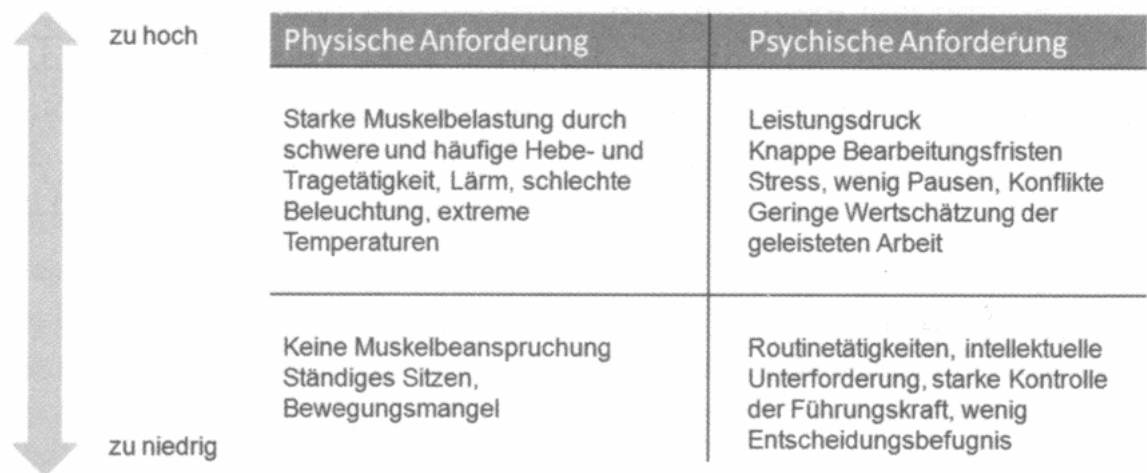 zu hoch
Physische Anforderung
Psychische Anforderung
Starke Muskelbelastung durch
schwere und häufige Hebe- und
Tragetätigkeit, Lärm, schlechte
Beleuchtung, extreme
Temperaturen
Leistungsdruck
Knappe Bearbeitungsfristen
Stress, wenig Pausen, Konflikte
Geringe Wertschätzung der
geleisteten Arbeit
Keine Muskelbeanspruchung
Ständiges Sitzen,
Bewegungsmangel
Routinetätigkeiten, intellektuelle
Unterforderung, starke Kontrolle
der Führungskraft, wenig
Entscheidungsbefugnis
zu niedrig